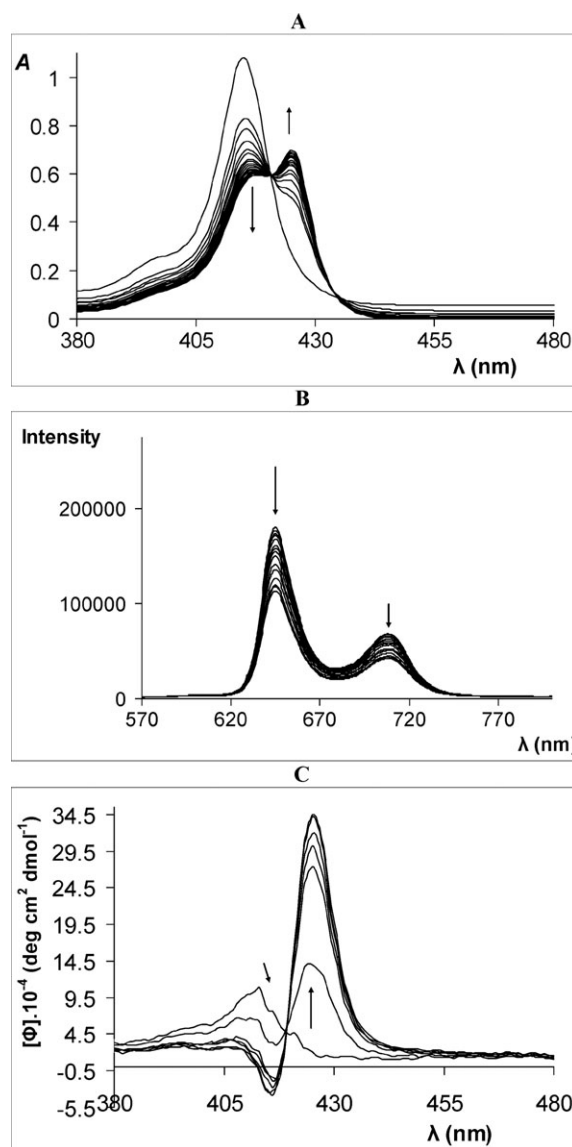 A
A
1
0.8
0.6
0.4
0.2
0
380 405 430 455 480
λ (nm)
B
Intensity
200000
100000
0
570 620 670 720 770
λ (nm)
C
[Φ].10⁻⁴ (deg cm² dmol⁻¹)
34.5
29.5
24.5
19.5
14.5
9.5
4.5
-0.5
-5.5
380 405 430 455 480
λ (nm)